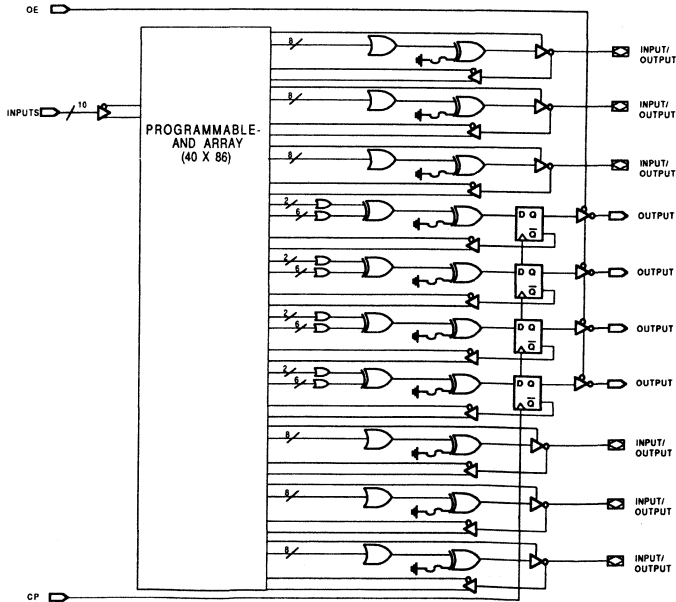 OE
8
INPUT/
OUTPUT
INPUTS
10
8
INPUT/
OUTPUT
PROGRAMMABLE-
AND ARRAY
(40 X 86)
8
INPUT/
OUTPUT
2
6
D Q
Q
OUTPUT
2
6
D Q
Q
OUTPUT
2
6
D Q
Q
OUTPUT
2
6
D Q
Q
OUTPUT
8
INPUT/
OUTPUT
8
INPUT/
OUTPUT
8
INPUT/
OUTPUT
CP